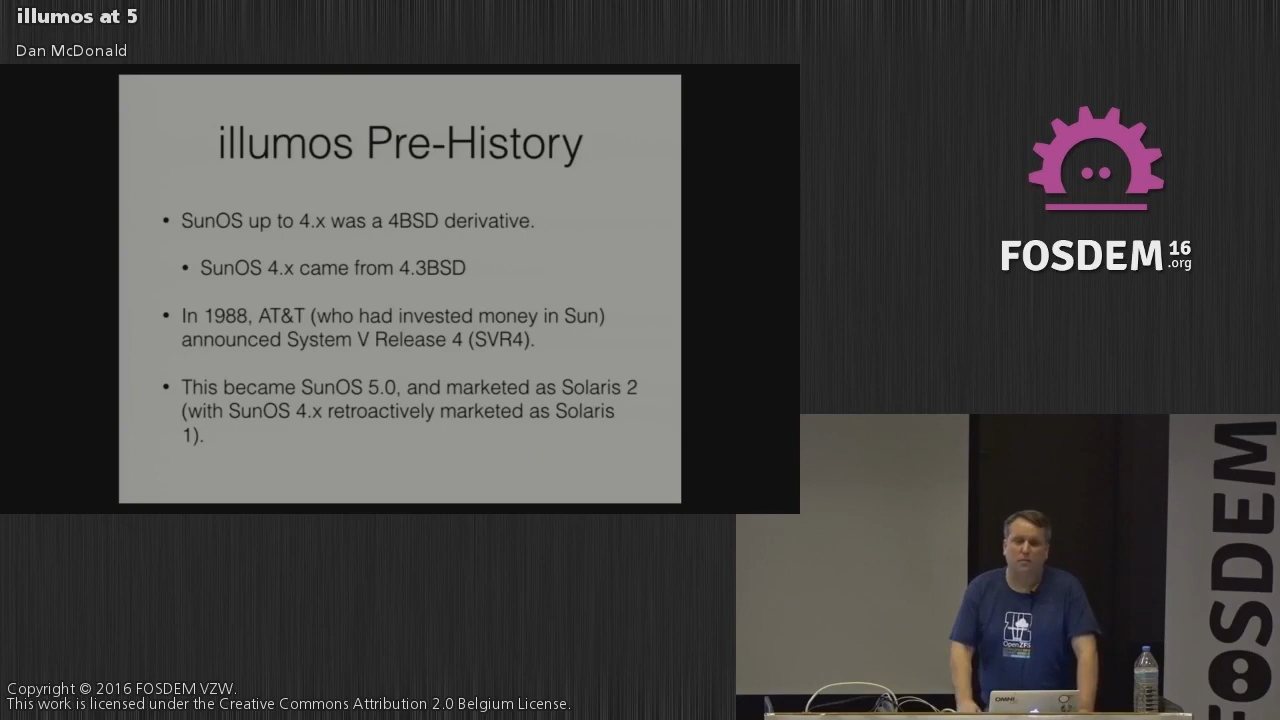 illumos at 5
Dan McDonald
illumos Pre-History
• SunOS up to 4.x was a 4BSD derivative.
• SunOS 4.x came from 4.3BSD
• In 1988, AT&T (who had invested money in Sun)
announced System V Release 4 (SVR4).
• This became SunOS 5.0, and marketed as Solaris 2
(with SunOS 4.x retroactively marketed as Solaris
1).
FOSDEM 16
.org
FOSDEM
OpenZFS
OMNI
Copyright © 2016 FOSDEM VZW.
This work is licensed under the Creative Commons Attribution 2. Belgium License